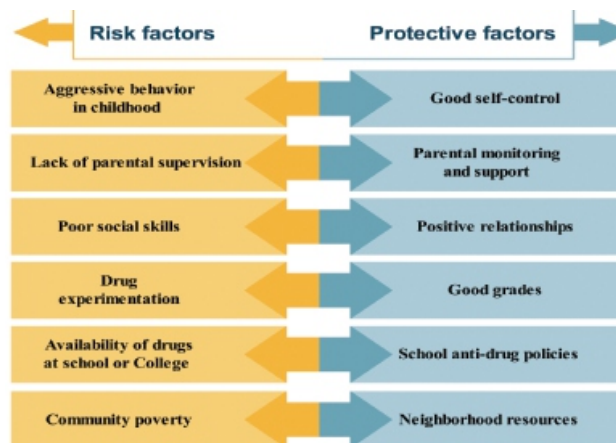 Risk factors
Protective factors
Aggressive behavior
in childhood
Good self-control
Lack of parental supervision
Parental monitoring
and support
Poor social skills
Positive relationships
Drug
experimentation
Good grades
Availability of drugs
at school or College
School anti-drug policies
Community poverty
Neighborhood resources